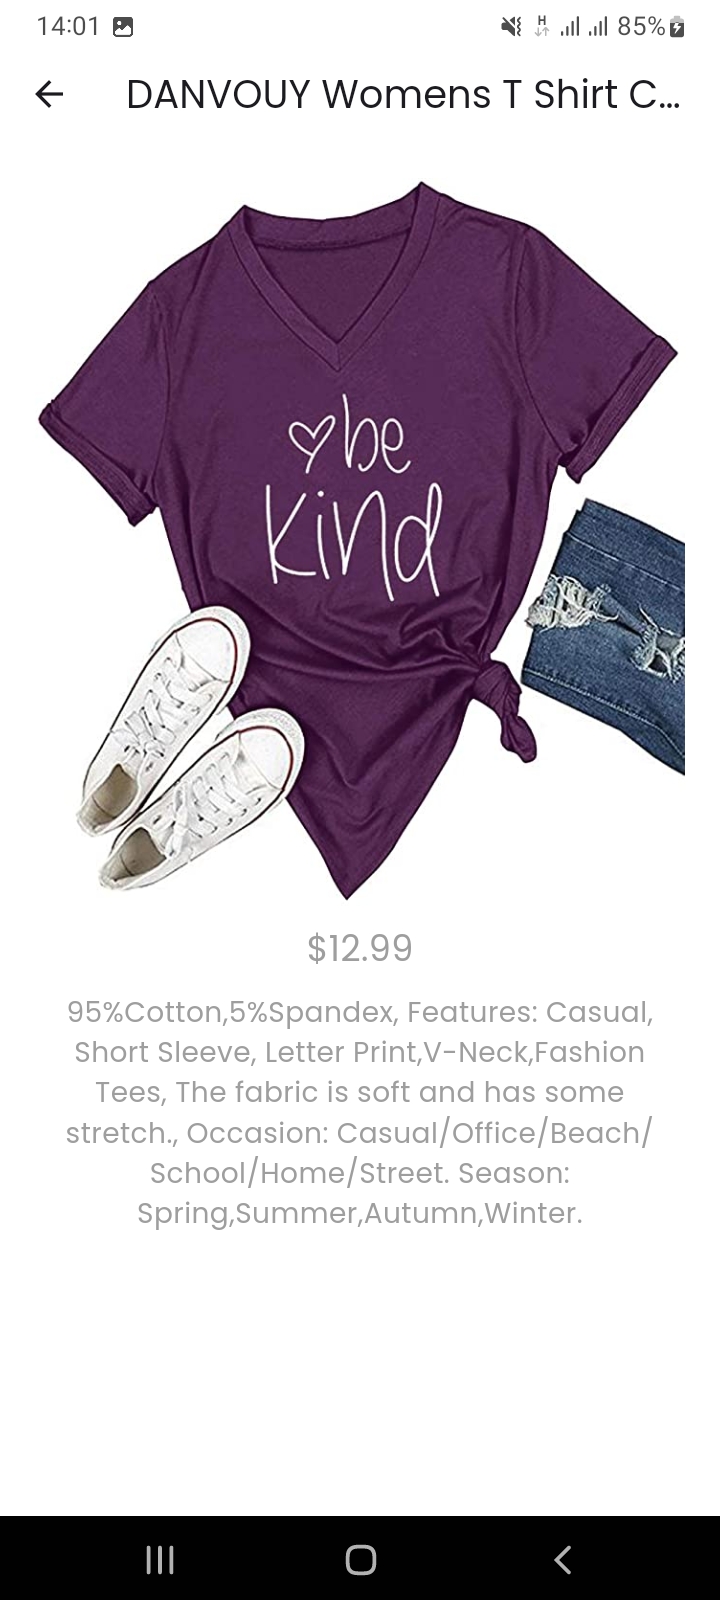 14:01
H
85%
DANVOUY Womens T Shirt C...
be
kind
$12.99
95%Cotton,5%Spandex, Features: Casual,
Short Sleeve, Letter Print,V-Neck,Fashion
Tees, The fabric is soft and has some
stretch., Occasion: Casual/Office/Beach/
School/Home/Street. Season:
Spring,Summer,Autumn,Winter.